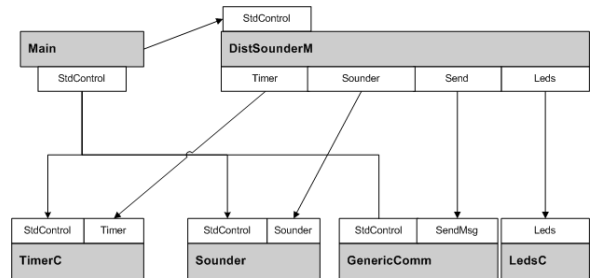 StdControl
Main
DistSounderM
StdControl
Timer
Sounder
Send
Leds
StdControl
Timer
StdControl
Sounder
StdControl
SendMsg
Leds
TimerC
Sounder
GenericComm
LedsC